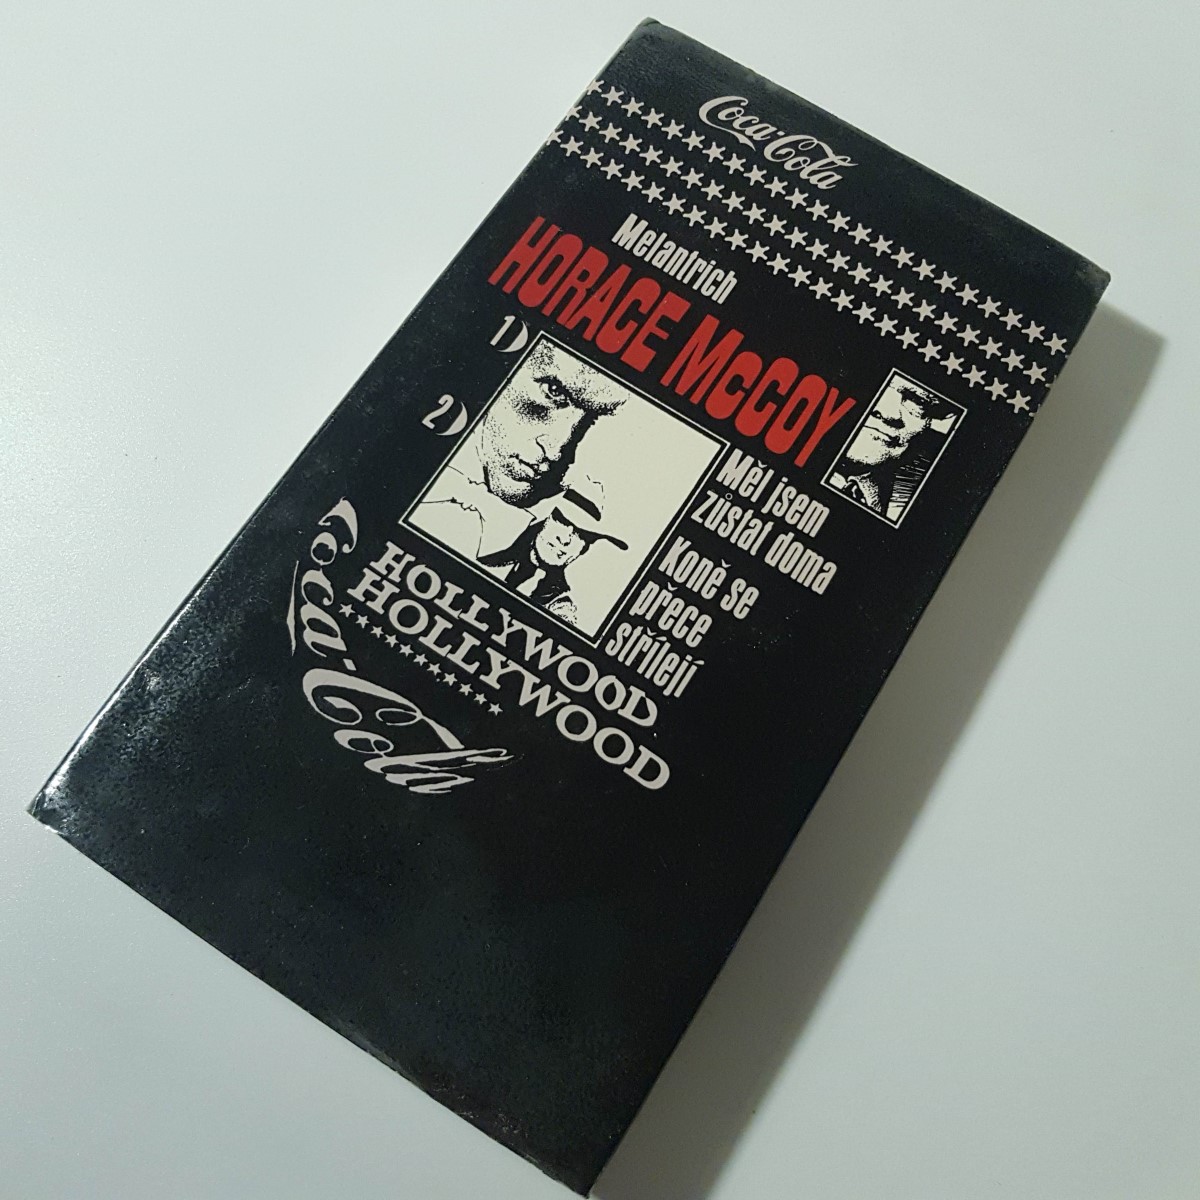 Coca-Cola
Melantrich
HORACE McCOY
1)
2)
Měl jsem
zůstat doma
Koně se
přece
střílejí
HOLLYWOOD
HOLLYWOOD
Coca-Cola